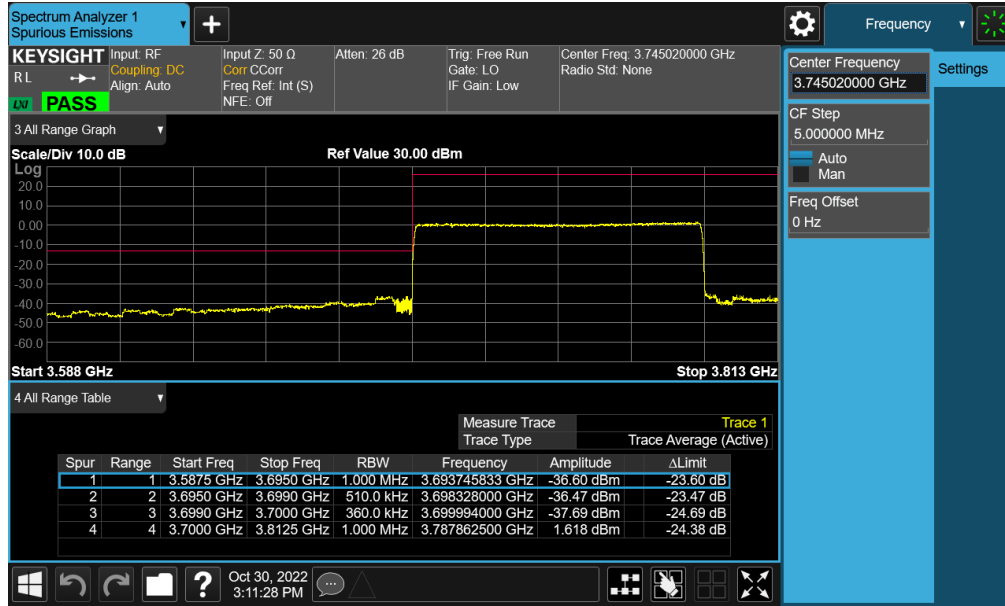 Spectrum Analyzer 1
Spurious Emissions
Frequency
KEYSIGHT Input: RF Input Z: 50 Ω Atten: 26 dB Trig: Free Run Center Freq: 3.745020000 GHz
RL Coupling: DC Corr CCorr Gate: LO Radio Std: None
Align: Auto Freq Ref: Int (S) IF Gain: Low
LXI PASS NFE: Off
Center Frequency
3.745020000 GHz
Settings
CF Step
5.000000 MHz
Auto
Man
Freq Offset
0 Hz
3 All Range Graph
Scale/Div 10.0 dB Ref Value 30.00 dBm
Log
20.0
10.0
0.00
-10.0
-20.0
-30.0
-40.0
-50.0
-60.0
Start 3.588 GHz Stop 3.813 GHz
4 All Range Table
Measure Trace Trace 1
Trace Type Trace Average (Active)
Spur Range Start Freq Stop Freq RBW Frequency Amplitude ΔLimit
1 1 3.5875 GHz 3.6950 GHz 1.000 MHz 3.693745833 GHz -36.60 dBm -23.60 dB
2 2 3.6950 GHz 3.6990 GHz 510.0 kHz 3.698328000 GHz -36.47 dBm -23.47 dB
3 3 3.6990 GHz 3.7000 GHz 360.0 kHz 3.699994000 GHz -37.69 dBm -24.69 dB
4 4 3.7000 GHz 3.8125 GHz 1.000 MHz 3.787862500 GHz 1.618 dBm -24.38 dB
Oct 30, 2022
3:11:28 PM